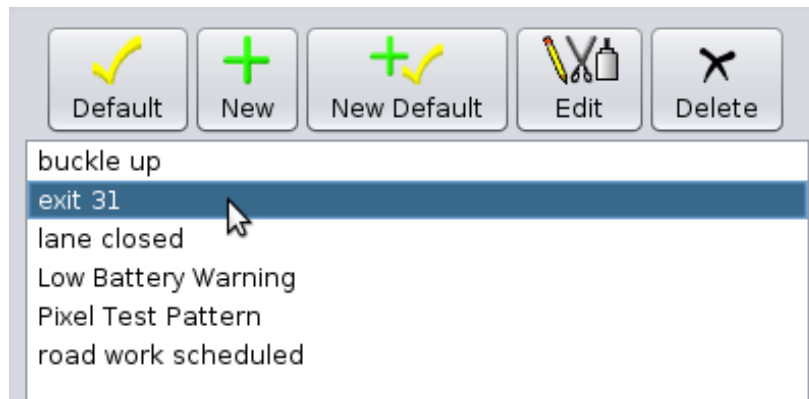 Default New New Default Edit Delete
buckle up
exit 31
lane closed
Low Battery Warning
Pixel Test Pattern
road work scheduled